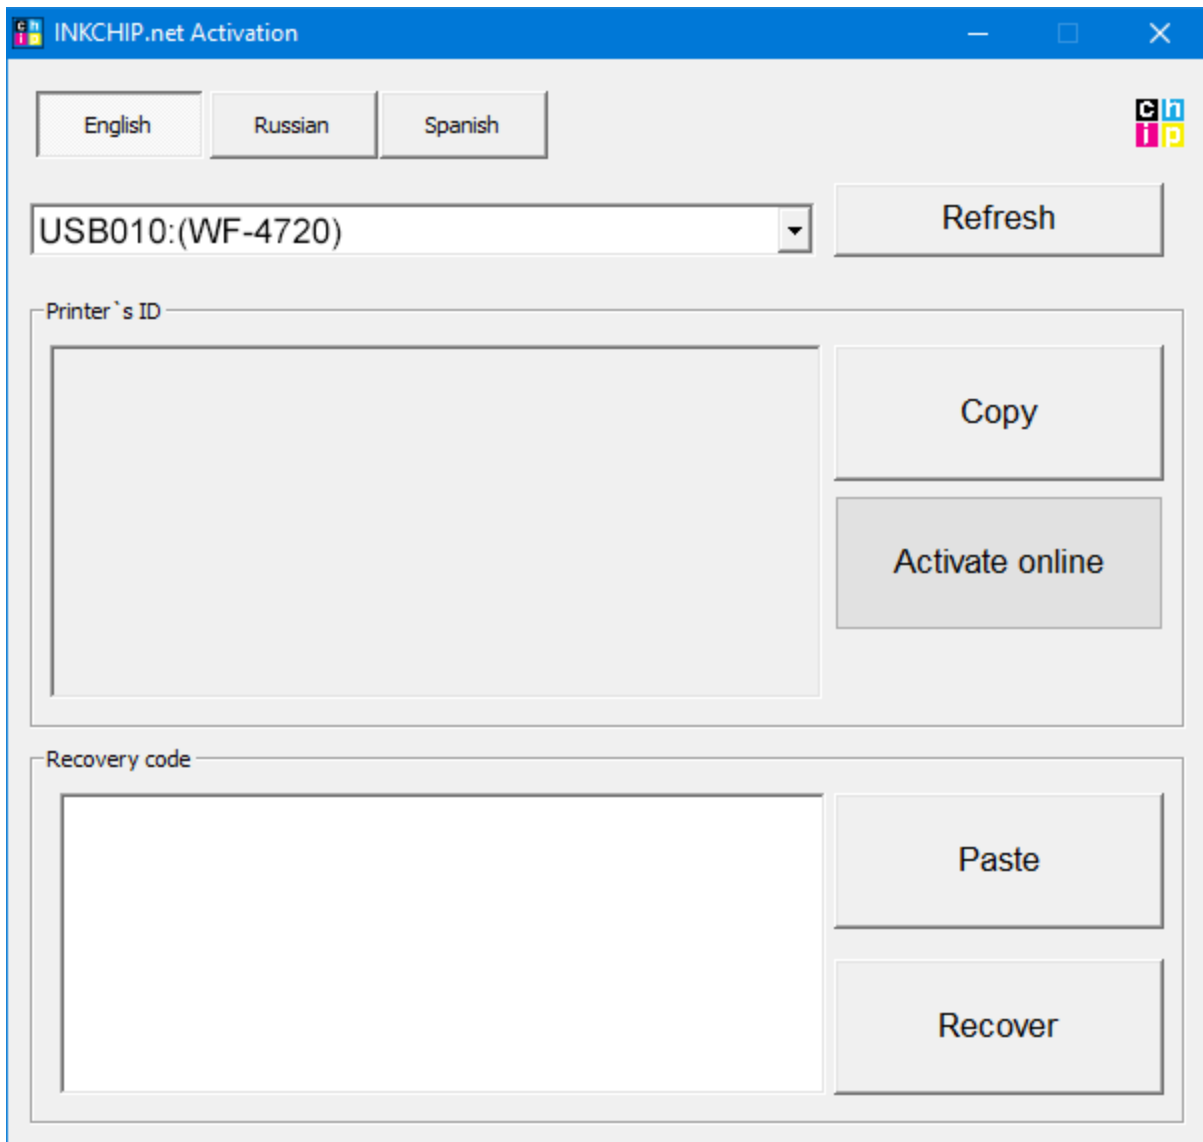 INKCHIP.net Activation
English Russian Spanish
chip
USB010:(WF-4720) Refresh
Printer`s ID
Copy
Activate online
Recovery code
Paste
Recover